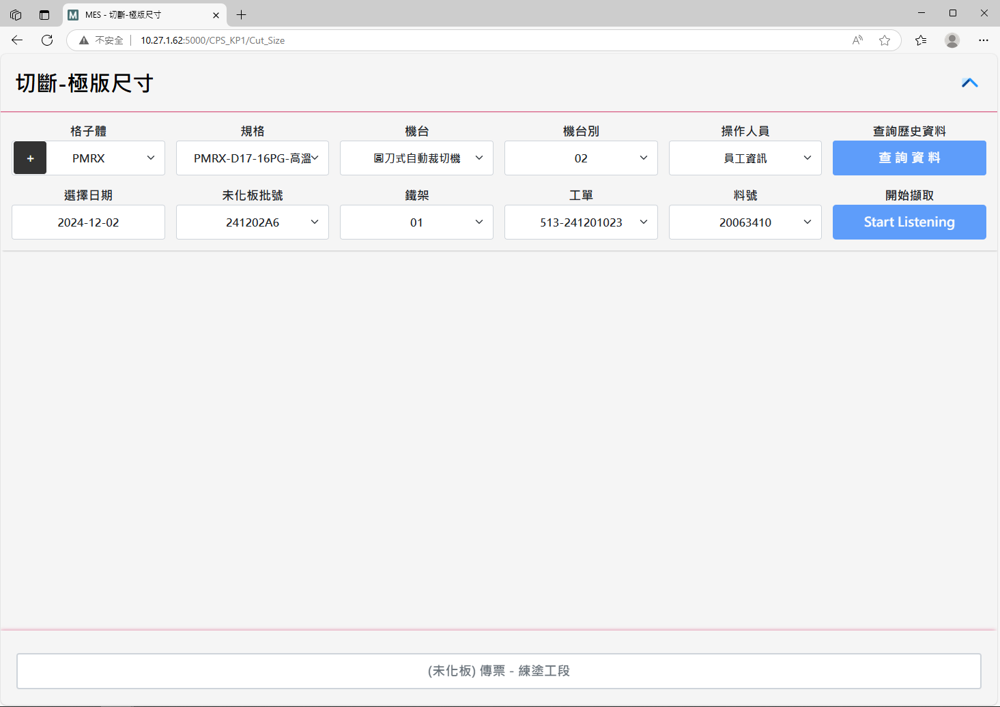 MES - 切斷-極版尺寸
不安全 10.27.1.62:5000/CPS_KP1/Cut_Size
切斷-極版尺寸
格子體 規格 機台 機台別 操作人員 查詢歷史資料
+ PMRX PMRX-D17-16PG-高溫 圓刀式自動裁切機 02 員工資訊 查 詢 資 料
選擇日期 未化板批號 鐵架 工單 料號 開始擷取
2024-12-02 241202A6 01 513-241201023 20063410 Start Listening
(未化板) 傳票 - 練塗工段